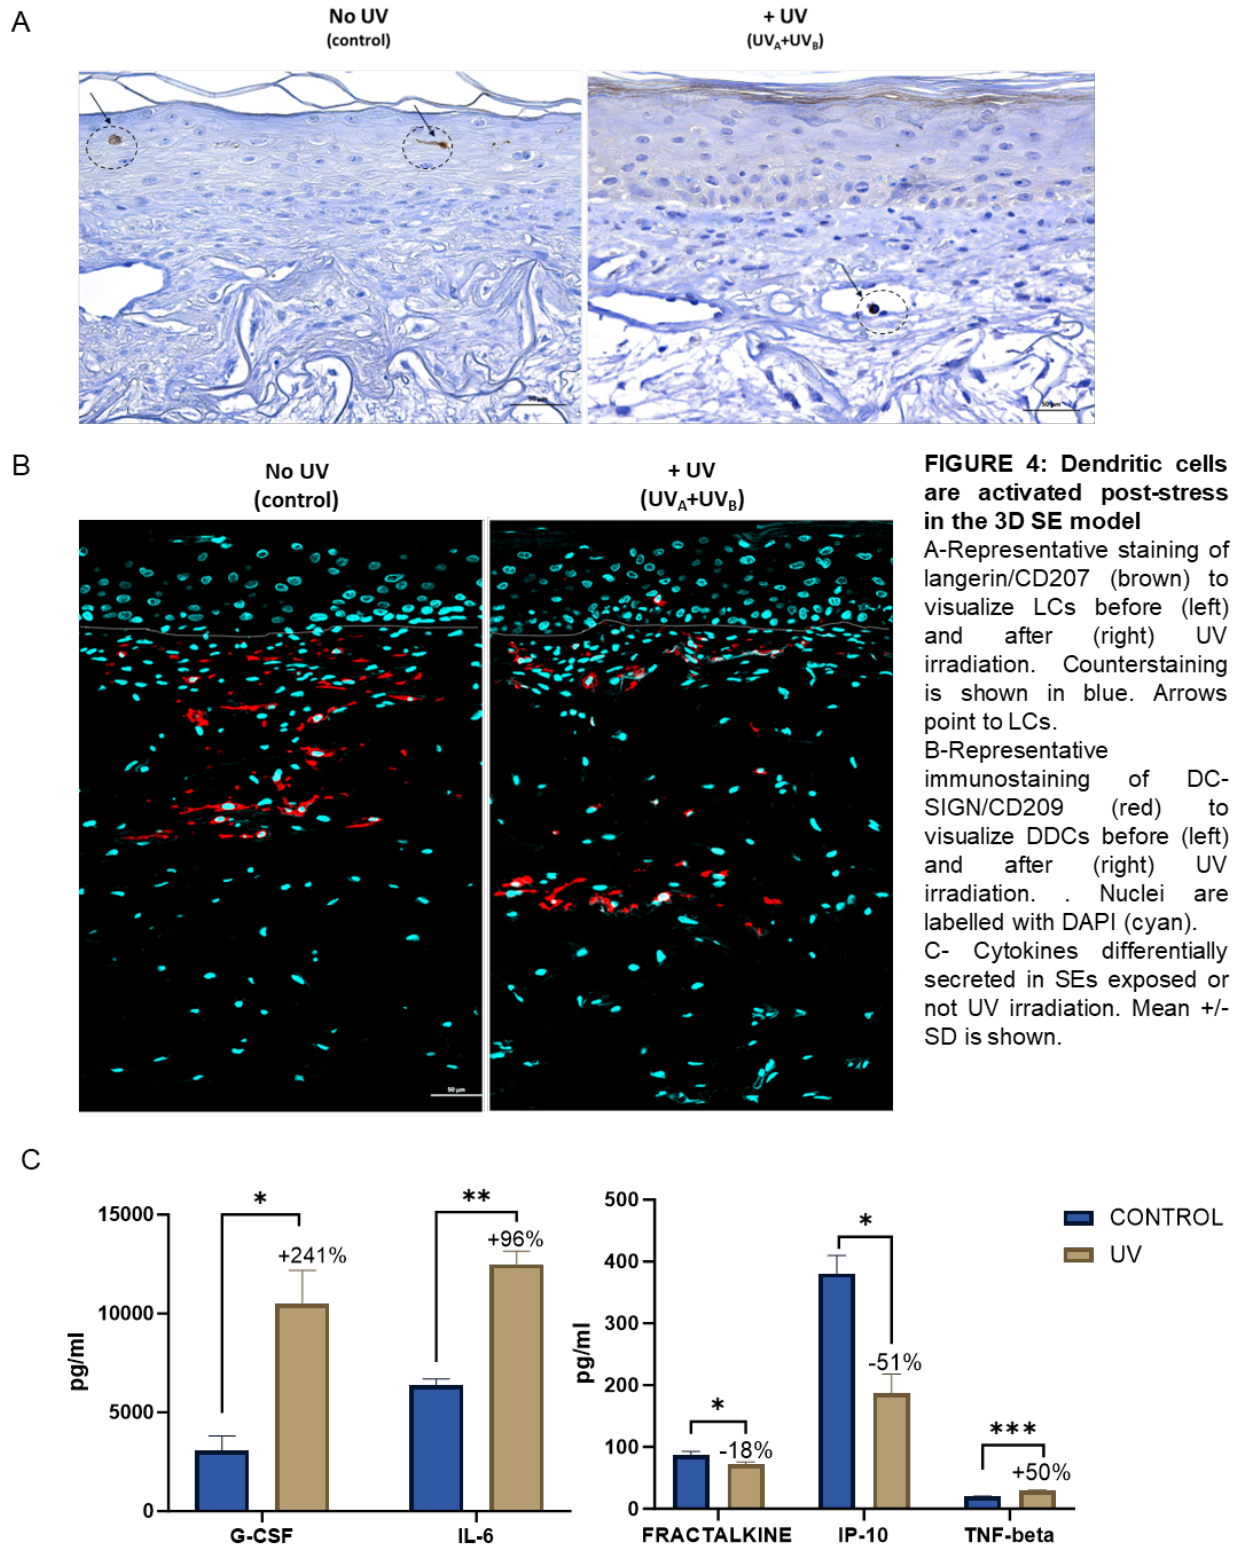 A
No UV
(control)
+ UV
(UVA+UVB)
50 µm
50 µm
B
No UV
(control)
+ UV
(UVA+UVB)
50 µm
FIGURE 4: Dendritic cells
are activated post-stress
in the 3D SE model
A-Representative staining of
langerin/CD207 (brown) to
visualize LCs before (left)
and after (right) UV
irradiation. Counterstaining
is shown in blue. Arrows
point to LCs.
B-Representative
immunostaining of DC-
SIGN/CD209 (red) to
visualize DDCs before (left)
and after (right) UV
irradiation. . Nuclei are
labelled with DAPI (cyan).
C- Cytokines differentially
secreted in SEs exposed or
not UV irradiation. Mean +/-
SD is shown.
C
pg/ml
15000
10000
5000
0
*
+241%
**
+96%
G-CSF
IL-6
pg/ml
500
400
300
200
100
0
*
-18%
*
-51%
***
+50%
FRACTALKINE
IP-10
TNF-beta
CONTROL
UV